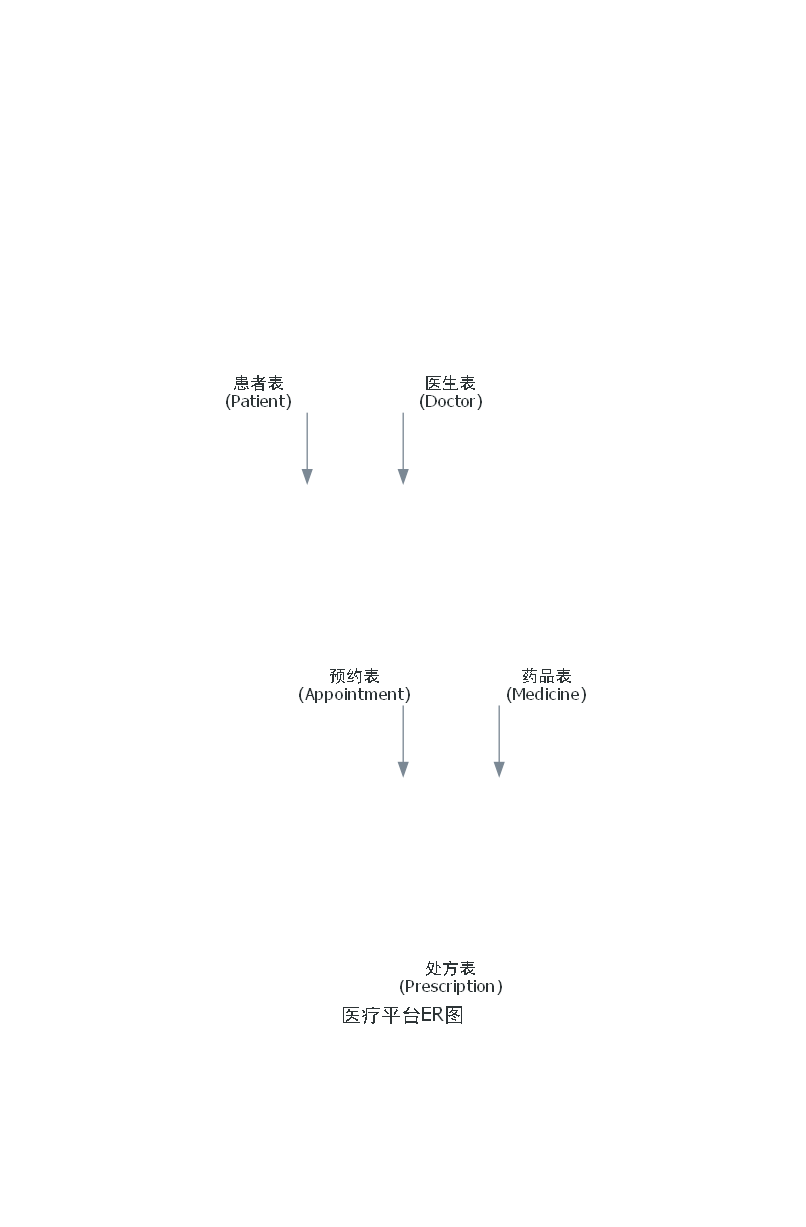 患者表
(Patient)
医生表
(Doctor)
预约表
(Appointment)
药品表
(Medicine)
处方表
(Prescription)
医疗平台ER图